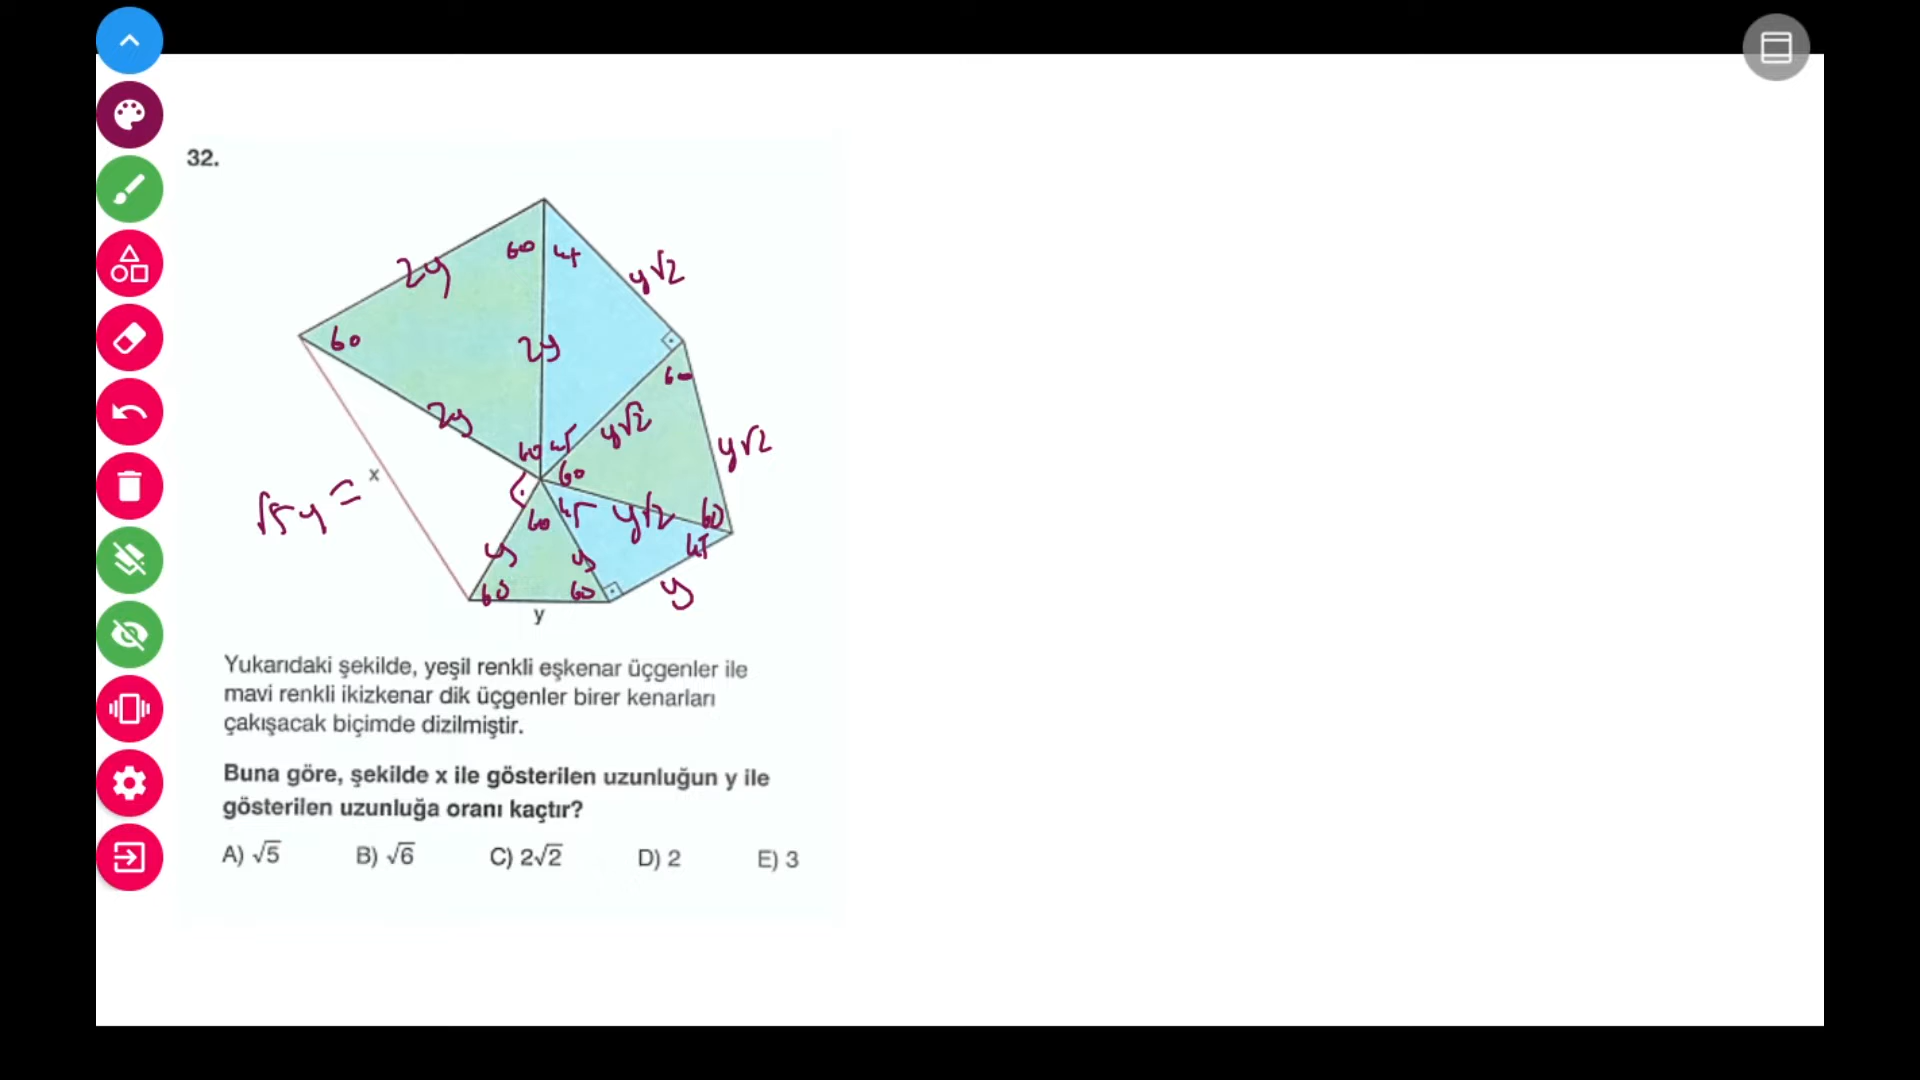 32.
60 45
2y
y√2
60
2y
60
2y
y√2
y√2
60 45
60
x
√5y =
45
y√2
60
60
45
y
y
60
60
y
y
Yukarıdaki şekilde, yeşil renkli eşkenar üçgenler ile
mavi renkli ikizkenar dik üçgenler birer kenarları
çakışacak biçimde dizilmiştir.
Buna göre, şekilde x ile gösterilen uzunluğun y ile
gösterilen uzunluğa oranı kaçtır?
A) √5 B) √6 C) 2√2 D) 2 E) 3